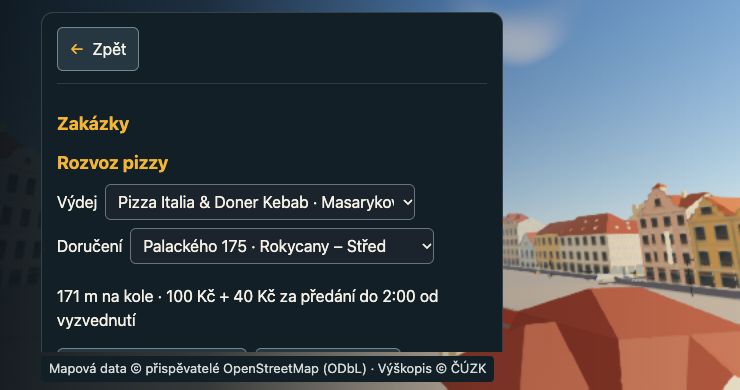 ← Zpět
Zakázky
Rozvoz pizzy
Výdej Pizza Italia & Doner Kebab · Masarykov
Doručení Palackého 175 · Rokycany – Střed
171 m na kole · 100 Kč + 40 Kč za předání do 2:00 od
vyzvednutí
Mapová data © přispěvatelé OpenStreetMap (ODbL) · Výškopis © ČÚZK